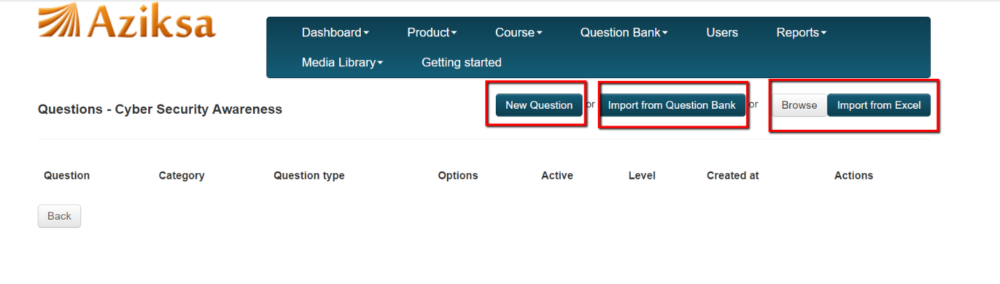 Aziksa
Dashboard Product Course Question Bank Users Reports
Media Library Getting started
Questions - Cyber Security Awareness New Question or Import from Question Bank or Browse Import from Excel
Question Category Question type Options Active Level Created at Actions
Back